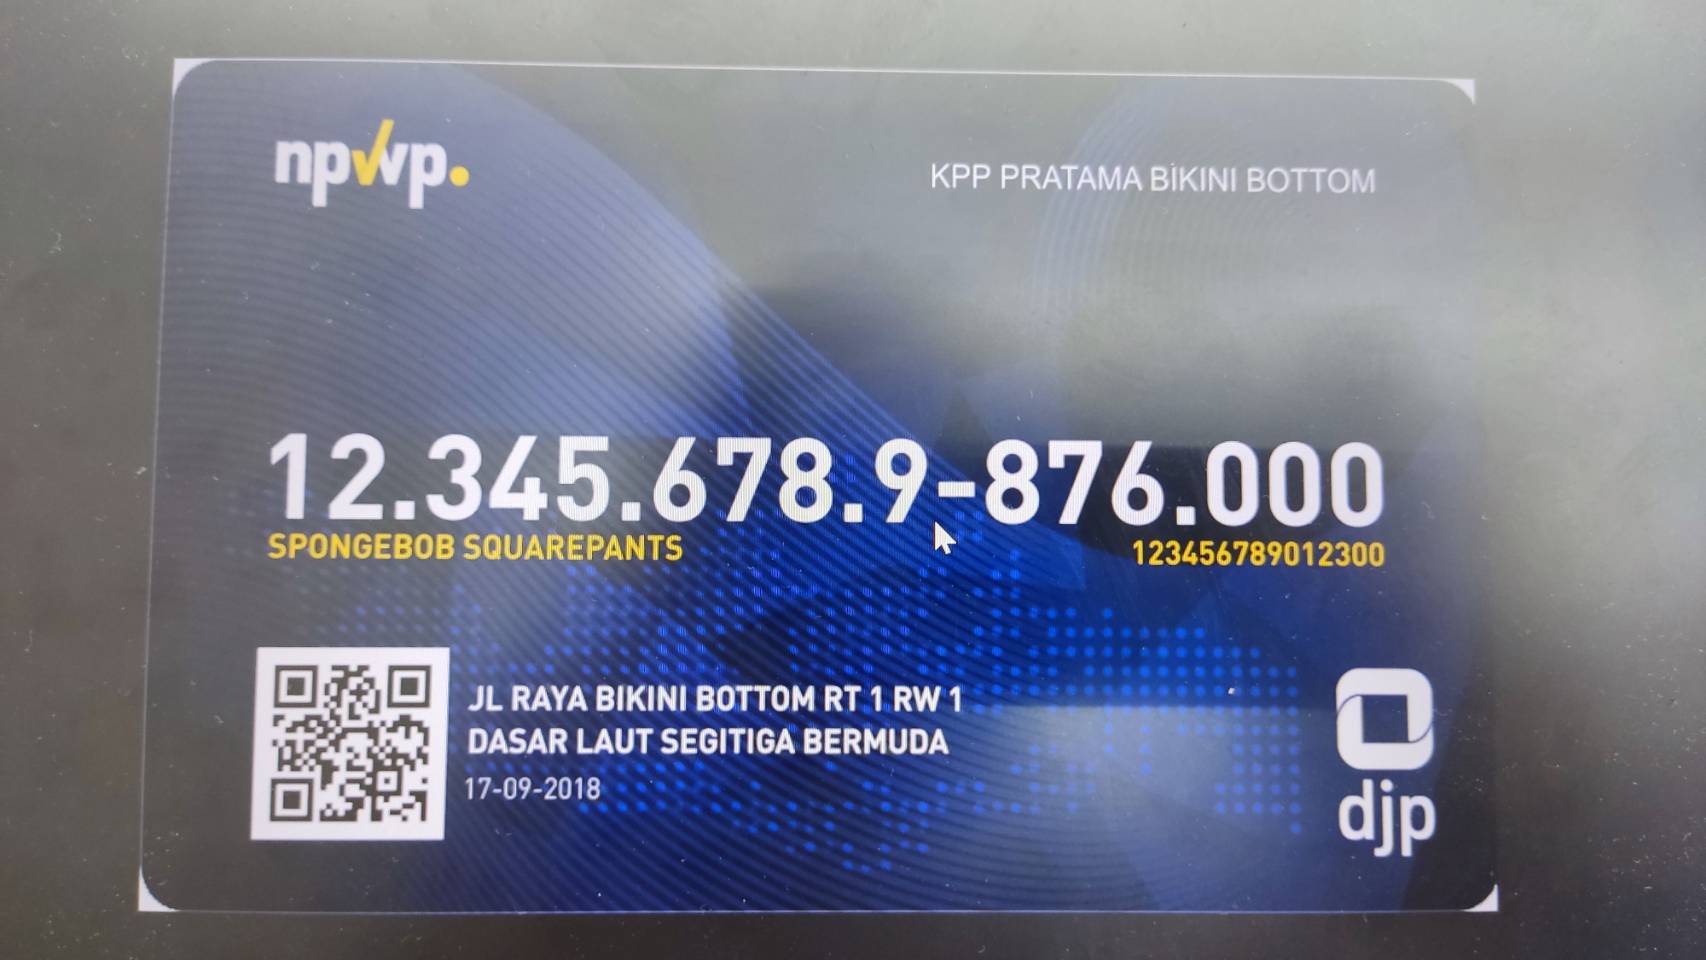 npwp.
KPP PRATAMA BIKINI BOTTOM
12.345.678.9-876.000
SPONGEBOB SQUAREPANTS
123456789012300
JL RAYA BIKINI BOTTOM RT 1 RW 1
DASAR LAUT SEGITIGA BERMUDA
17-09-2018
djp